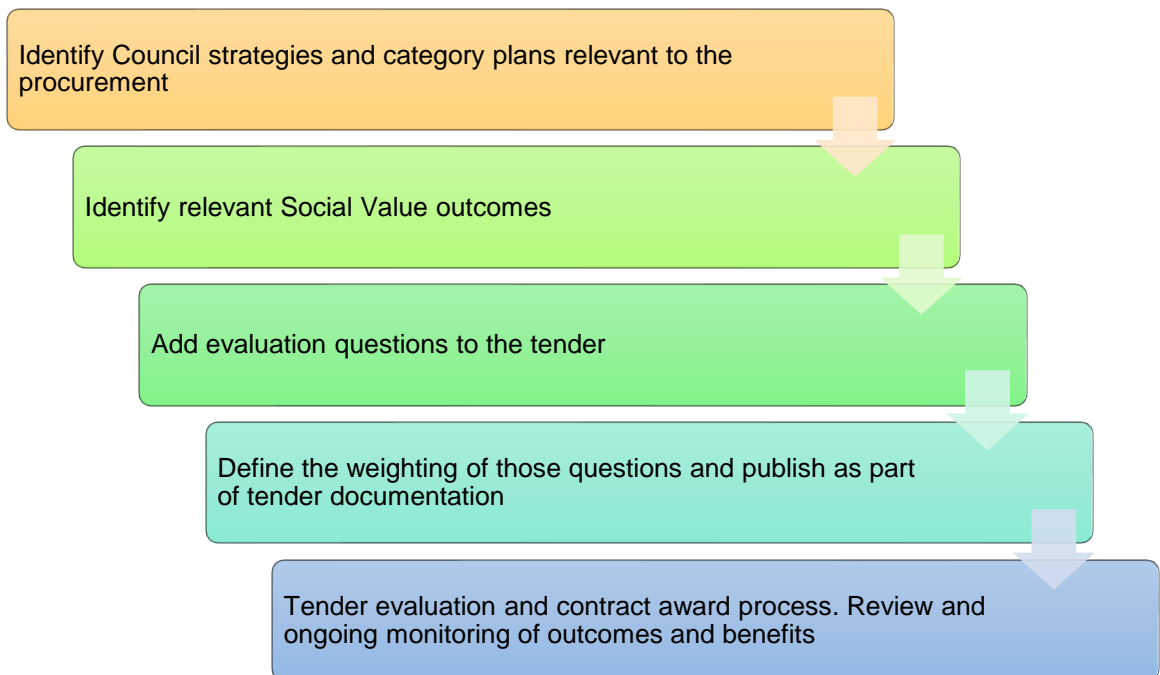 Identify Council strategies and category plans relevant to the
procurement
Identify relevant Social Value outcomes
Add evaluation questions to the tender
Define the weighting of those questions and publish as part
of tender documentation
Tender evaluation and contract award process. Review and
ongoing monitoring of outcomes and benefits